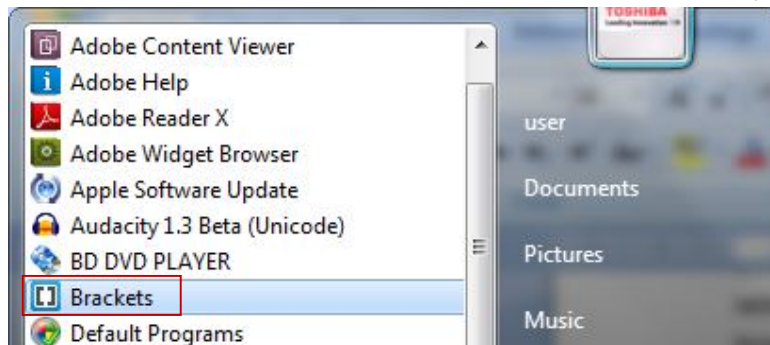 Adobe Content Viewer
Adobe Help
Adobe Reader X
Adobe Widget Browser
Apple Software Update
Audacity 1.3 Beta (Unicode)
BD DVD PLAYER
Brackets
Default Programs
TOSHIBA
user
Documents
Pictures
Music